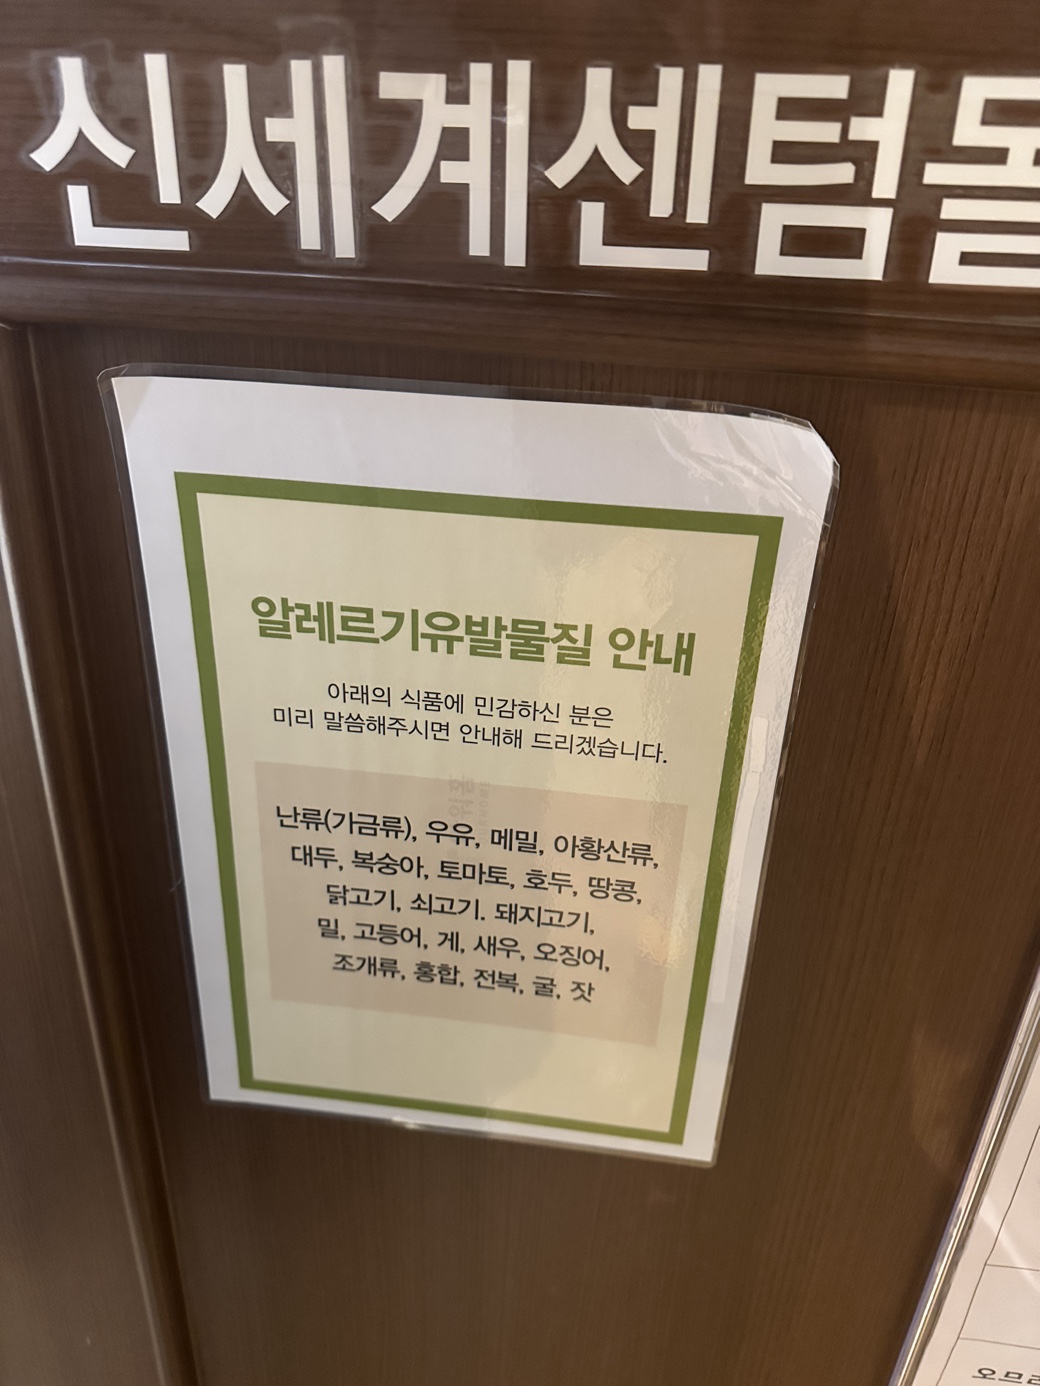 신세계센텀몰
알레르기유발물질 안내
아래의 식품에 민감하신 분은
미리 말씀해주시면 안내해 드리겠습니다.
난류(가금류), 우유, 메밀, 아황산류,
대두, 복숭아, 토마토, 호두, 땅콩,
닭고기, 쇠고기. 돼지고기,
밀, 고등어, 게, 새우, 오징어,
조개류, 홍합, 전복, 굴, 잣